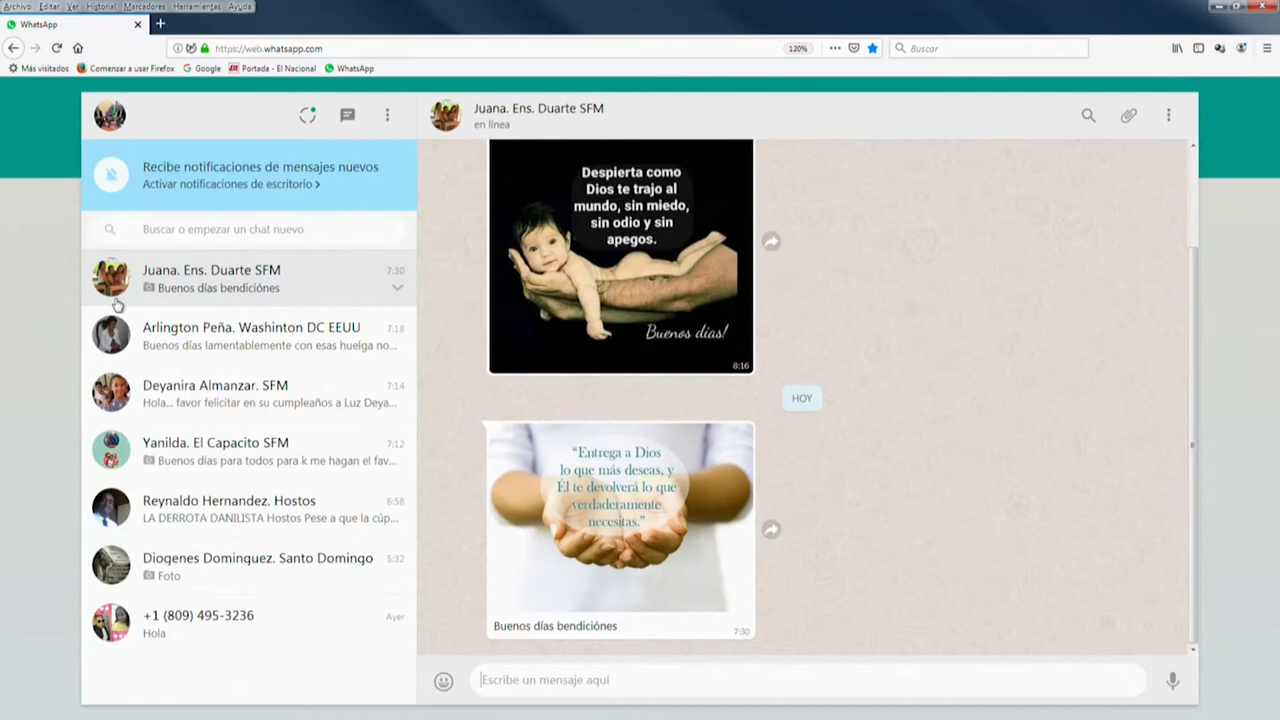 Archivo Editar Ver Historial Marcadores Herramientas Ayuda
WhatsApp
https://web.whatsapp.com
120%
Buscar
Más visitados
Comenzar a usar Firefox
Google
Portada - El Nacional
WhatsApp
Recibe notificaciones de mensajes nuevos
Activar notificaciones de escritorio
Buscar o empezar un chat nuevo
Juana. Ens. Duarte SFM 7:30
Buenos días bendiciónes
Arlington Peña. Washinton DC EEUU 7:18
Buenos días lamentablemente con esas huelga no...
Deyanira Almanzar. SFM 7:14
Hola... favor felicitar en su cumpleaños a Luz Deya...
Yanilda. El Capacito SFM 7:12
Buenos días para todos para k me hagan el fav...
Reynaldo Hernandez. Hostos 6:58
LA DERROTA DANILISTA Hostos Pese a que la cúp...
Diogenes Dominguez. Santo Domingo 5:32
Foto
+1 (809) 495-3236 Ayer
Hola
Juana. Ens. Duarte SFM
en línea
Despierta como
Dios te trajo al
mundo, sin miedo,
sin odio y sin
apegos.
Buenos días!
8:16
HOY
“Entrega a Dios
lo que más deseas, y
Él te devolverá lo que
verdaderamente
necesitas.”
Buenos días bendiciónes
7:30
Escribe un mensaje aquí